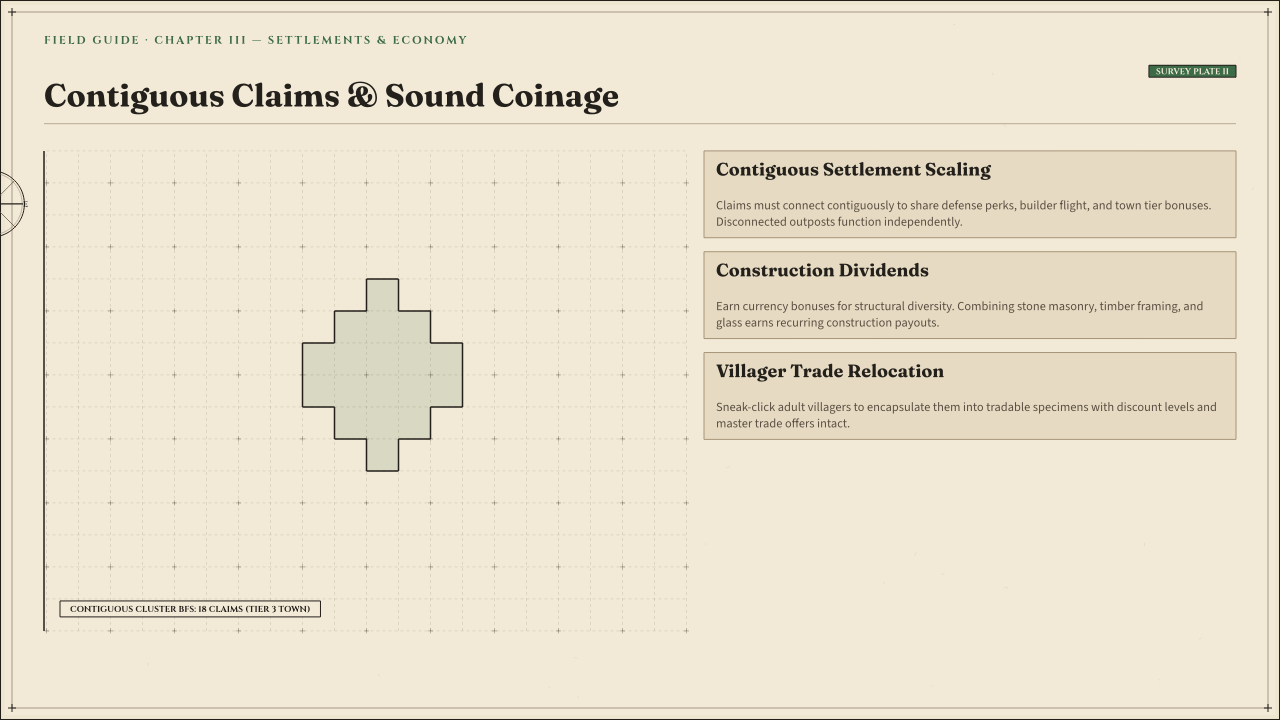 FIELD GUIDE · CHAPTER III — SETTLEMENTS & ECONOMY
SURVEY PLATE II
Contiguous Claims & Sound Coinage
E
Contiguous Settlement Scaling
Claims must connect contiguously to share defense perks, builder flight, and town tier bonuses.
Disconnected outposts function independently.
Construction Dividends
Earn currency bonuses for structural diversity. Combining stone masonry, timber framing, and
glass earns recurring construction payouts.
Villager Trade Relocation
Sneak-click adult villagers to encapsulate them into tradable specimens with discount levels and
master trade offers intact.
CONTIGUOUS CLUSTER BFS: 18 CLAIMS (TIER 3 TOWN)